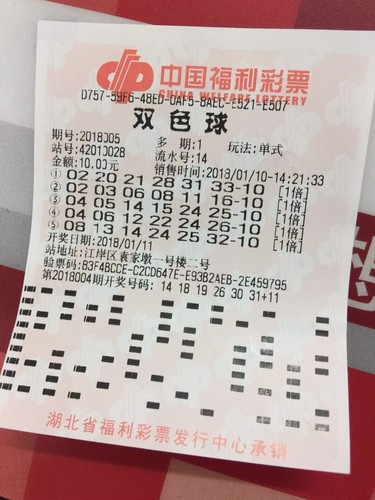 中国福利彩票
CHINA WELFARE LOTTERY
D757-59F6-48ED-0AF5-8AEC-E521-E507
双色球
期号:2018005 多 期:1 玩法:单式
站号:42010028 流水号:14
金额:10.00元 销售时间:2018/01/10-14:21:33
① 02 20 21 28 31 33-10 [1倍]
② 02 03 06 08 11 16-10 [1倍]
③ 04 05 14 15 24 25-10 [1倍]
④ 04 06 12 22 24 26-10 [1倍]
⑤ 08 13 14 24 25 32-10 [1倍]
开奖日期:2018/01/11
站地址:江岸区袁家墩一号楼二号
验票码:B3F4BCCE-C2CD647E-E93B2AEB-2E459795
第2018004期开奖号码:14 18 19 26 30 31+11
湖北省福利彩票发行中心承销
想